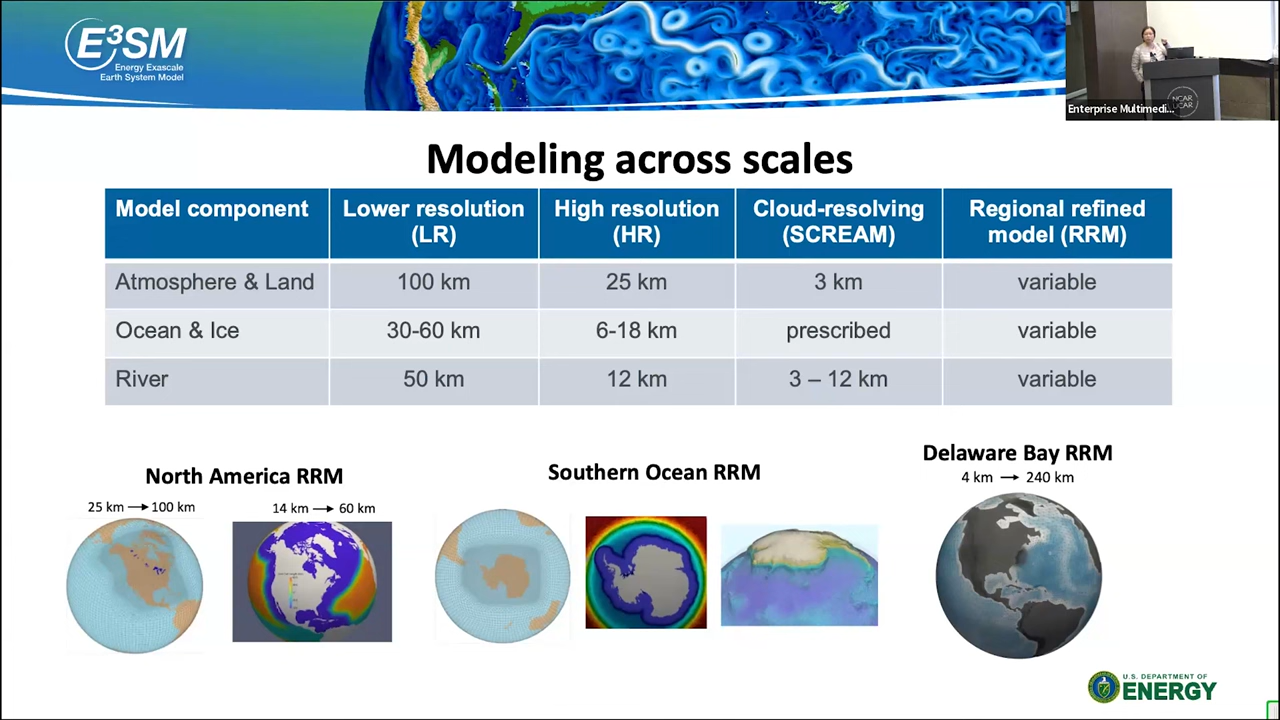 E³SM
Energy Exascale
Earth System Model
Enterprise Multimedi...
NCAR
UCAR
Modeling across scales
Model component Lower resolution (LR) High resolution (HR) Cloud-resolving (SCREAM) Regional refined model (RRM)
Atmosphere & Land 100 km 25 km 3 km variable
Ocean & Ice 30-60 km 6-18 km prescribed variable
River 50 km 12 km 3 – 12 km variable
North America RRM
25 km → 100 km
14 km → 60 km
Southern Ocean RRM
Delaware Bay RRM
4 km → 240 km
U.S. DEPARTMENT OF
ENERGY